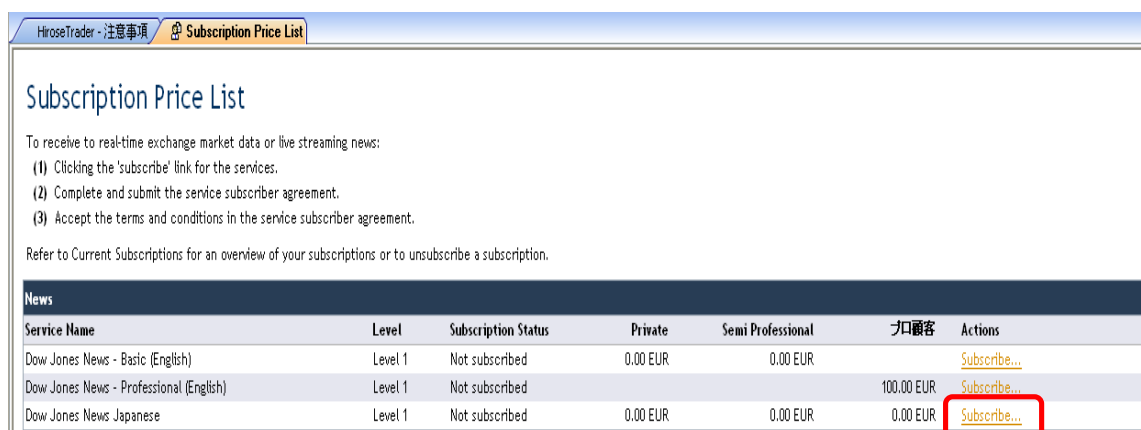 HiroseTrader - 注意事項 Subscription Price List
Subscription Price List
To receive to real-time exchange market data or live streaming news:
(1) Clicking the 'subscribe' link for the services.
(2) Complete and submit the service subscriber agreement.
(3) Accept the terms and conditions in the service subscriber agreement.
Refer to Current Subscriptions for an overview of your subscriptions or to unsubscribe a subscription.
News
Service Name Level Subscription Status Private Semi Professional プロ顧客 Actions
Dow Jones News - Basic (English) Level 1 Not subscribed 0.00 EUR 0.00 EUR Subscribe...
Dow Jones News - Professional (English) Level 1 Not subscribed 100.00 EUR Subscribe...
Dow Jones News Japanese Level 1 Not subscribed 0.00 EUR 0.00 EUR 0.00 EUR Subscribe...